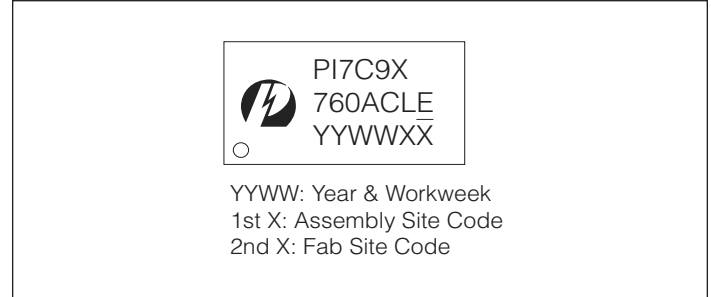 PI7C9X
760ACLE
YYWWXX̅
YYWW: Year & Workweek
1st X: Assembly Site Code
2nd X: Fab Site Code